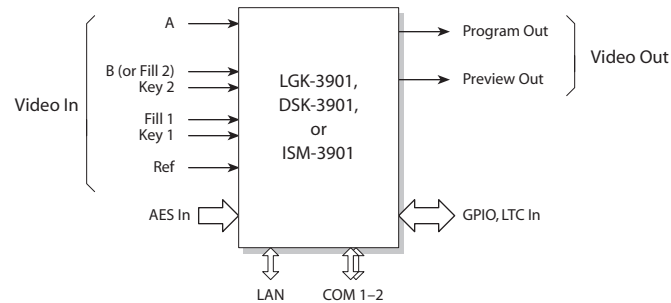 A
B (or Fill 2)
Key 2
Video In
Fill 1
Key 1
Ref
AES In
LGK-3901,
DSK-3901,
or
ISM-3901
Program Out
Preview Out
Video Out
GPIO, LTC In
LAN
COM 1–2